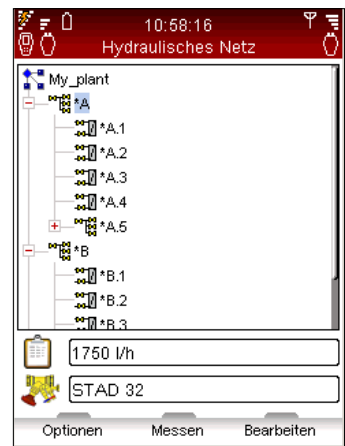 10:58:16
Hydraulisches Netz
My_plant
*A
*A.1
*A.2
*A.3
*A.4
*A.5
*B
*B.1
*B.2
*B.3
1750 l/h
STAD 32
Optionen Messen Bearbeiten